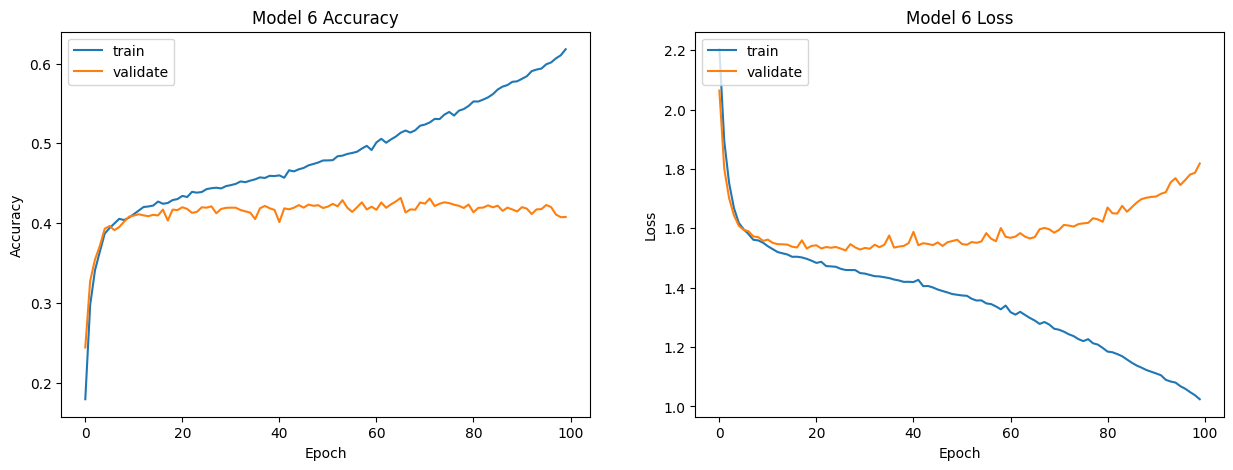 Model 6 Accuracy
train
validate
0.6
0.5
0.4
0.3
0.2
Accuracy
0 20 40 60 80 100
Epoch
Model 6 Loss
train
validate
2.2
2.0
1.8
1.6
1.4
1.2
1.0
Loss
0 20 40 60 80 100
Epoch